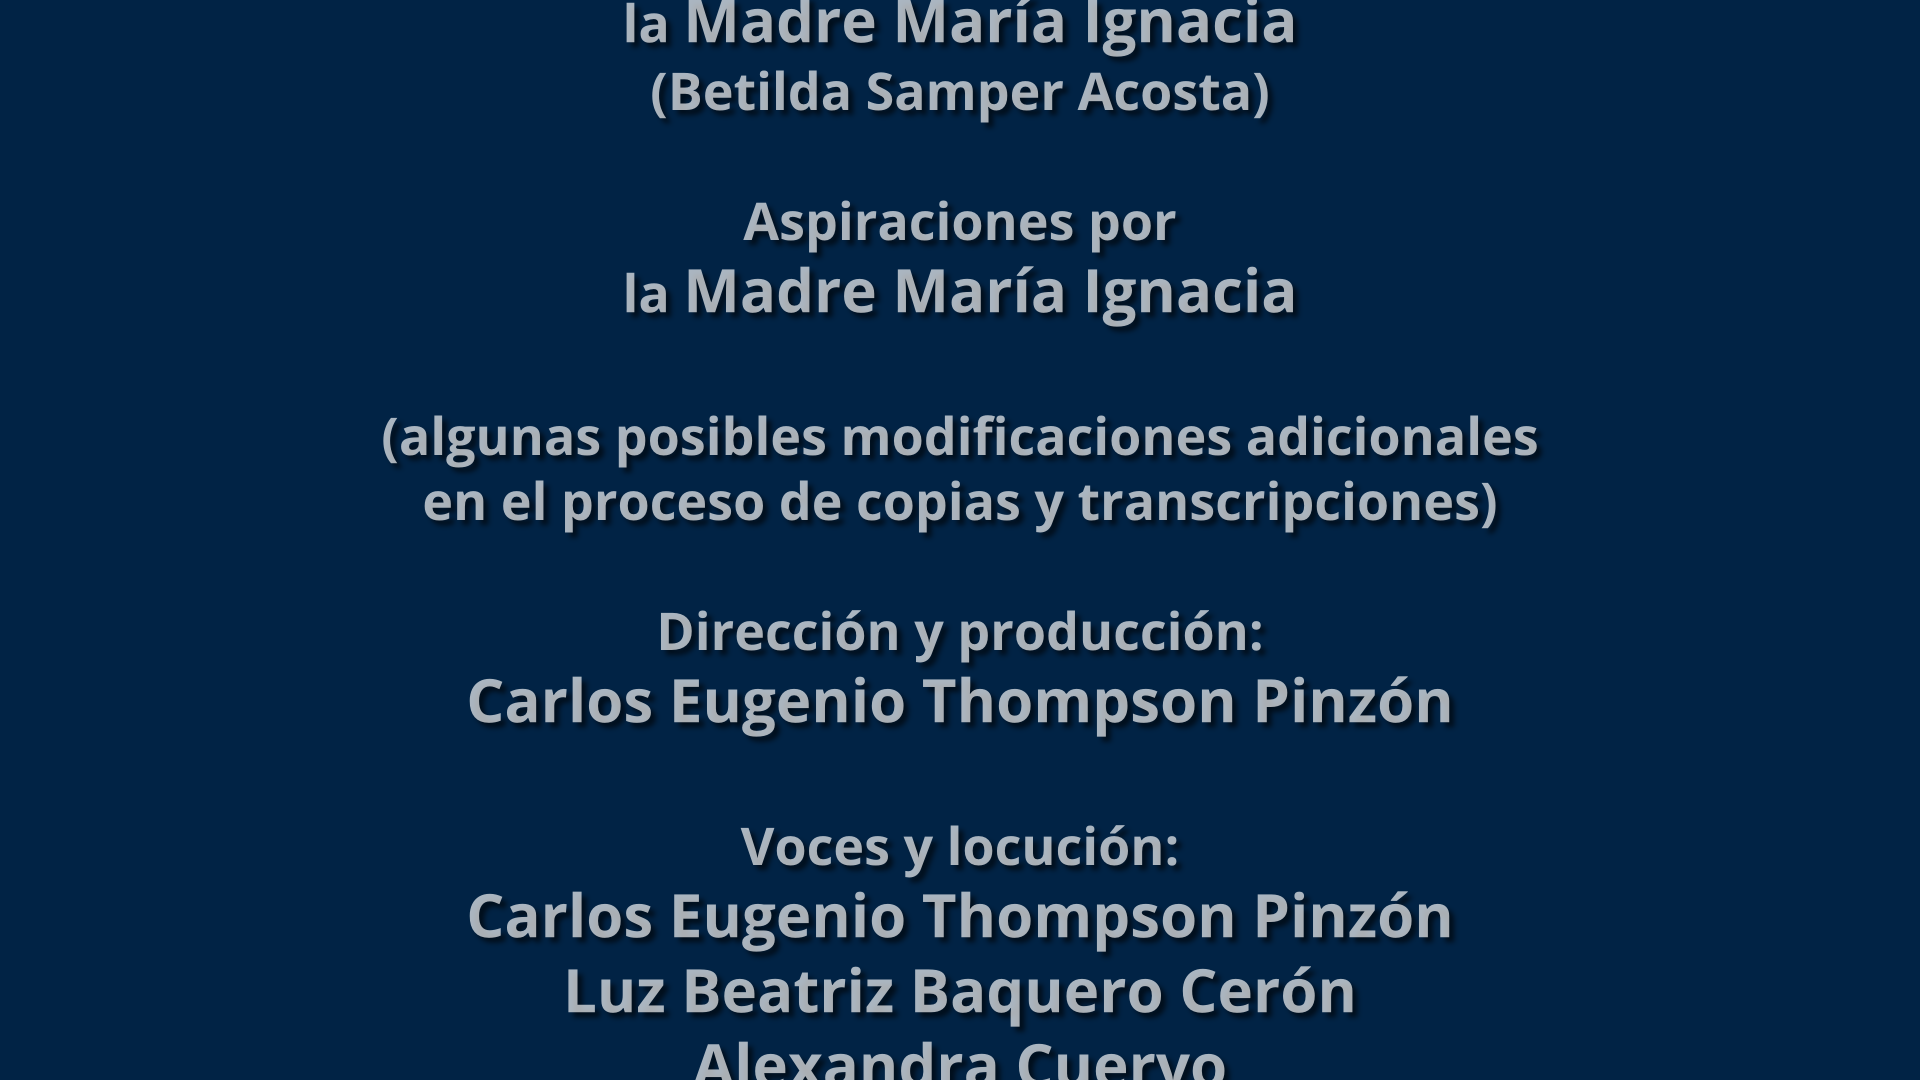 la Madre María Ignacia
(Betilda Samper Acosta)
Aspiraciones por
la Madre María Ignacia
(algunas posibles modificaciones adicionales
en el proceso de copias y transcripciones)
Dirección y producción:
Carlos Eugenio Thompson Pinzón
Voces y locución:
Carlos Eugenio Thompson Pinzón
Luz Beatriz Baquero Cerón
Alexandra Cuervo